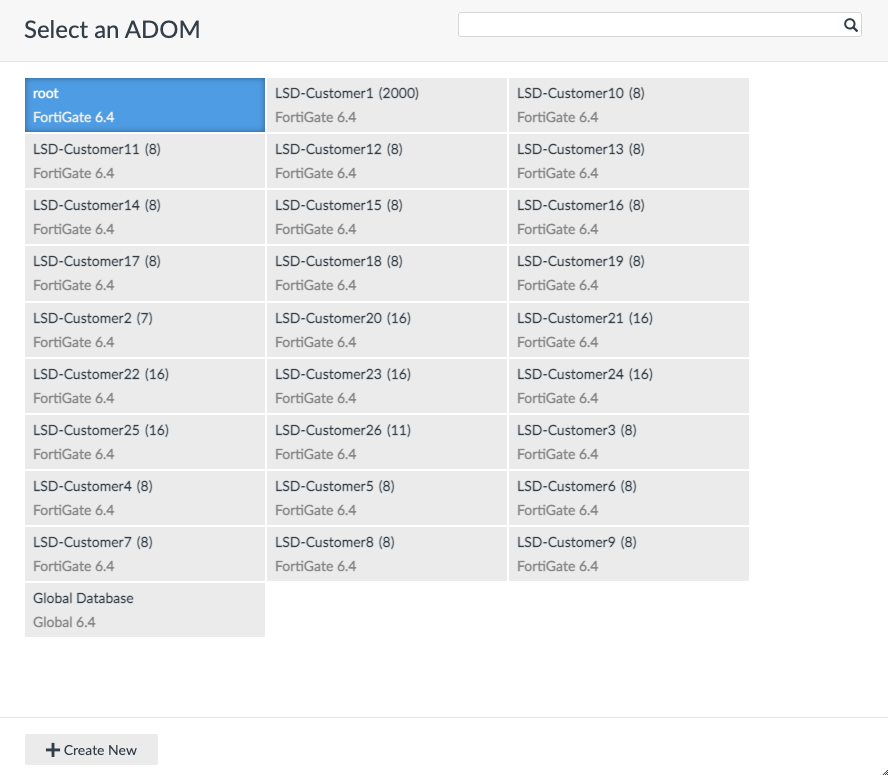 Select an ADOM
root
FortiGate 6.4
LSD-Customer1 (2000)
FortiGate 6.4
LSD-Customer10 (8)
FortiGate 6.4
LSD-Customer11 (8)
FortiGate 6.4
LSD-Customer12 (8)
FortiGate 6.4
LSD-Customer13 (8)
FortiGate 6.4
LSD-Customer14 (8)
FortiGate 6.4
LSD-Customer15 (8)
FortiGate 6.4
LSD-Customer16 (8)
FortiGate 6.4
LSD-Customer17 (8)
FortiGate 6.4
LSD-Customer18 (8)
FortiGate 6.4
LSD-Customer19 (8)
FortiGate 6.4
LSD-Customer2 (7)
FortiGate 6.4
LSD-Customer20 (16)
FortiGate 6.4
LSD-Customer21 (16)
FortiGate 6.4
LSD-Customer22 (16)
FortiGate 6.4
LSD-Customer23 (16)
FortiGate 6.4
LSD-Customer24 (16)
FortiGate 6.4
LSD-Customer25 (16)
FortiGate 6.4
LSD-Customer26 (11)
FortiGate 6.4
LSD-Customer3 (8)
FortiGate 6.4
LSD-Customer4 (8)
FortiGate 6.4
LSD-Customer5 (8)
FortiGate 6.4
LSD-Customer6 (8)
FortiGate 6.4
LSD-Customer7 (8)
FortiGate 6.4
LSD-Customer8 (8)
FortiGate 6.4
LSD-Customer9 (8)
FortiGate 6.4
Global Database
Global 6.4
Create New